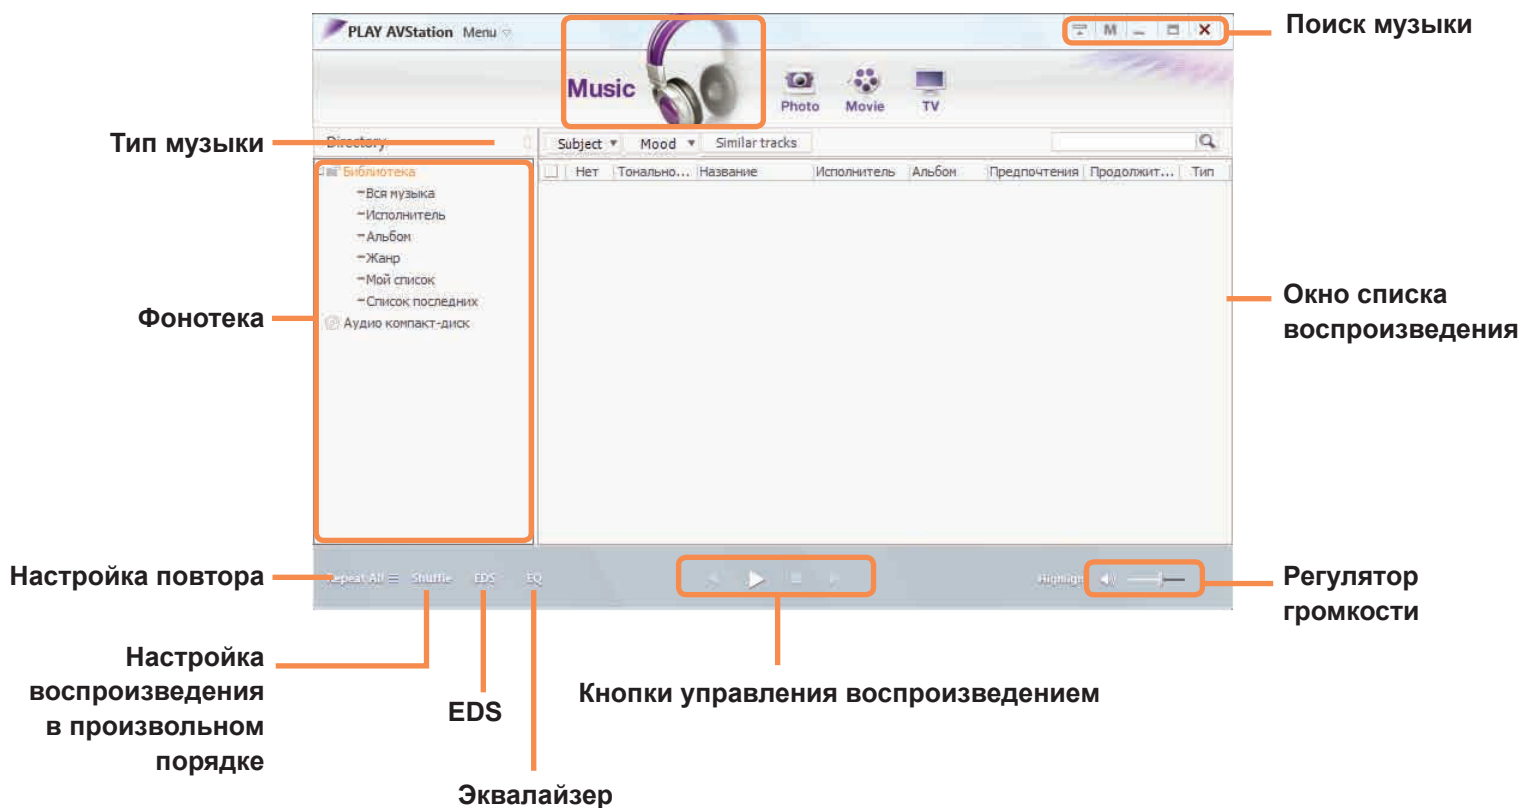 PLAY AVStation Menu
M
Поиск музыки
Music
Photo
Movie
TV
Тип музыки
Directory
Subject
Mood
Similar tracks
Библиотека
Вся музыка
Исполнитель
Альбом
Жанр
Мой список
Список последних
Аудио компакт-диск
Нет
Тонально...
Название
Исполнитель
Альбом
Предпочтения
Продолжит...
Тип
Фонотека
Окно списка
воспроизведения
Настройка повтора
Repeat All
Shuffle
EDS
EQ
Регулятор
громкости
Настройка
воспроизведения
в произвольном
порядке
EDS
Эквалайзер
Кнопки управления воспроизведением